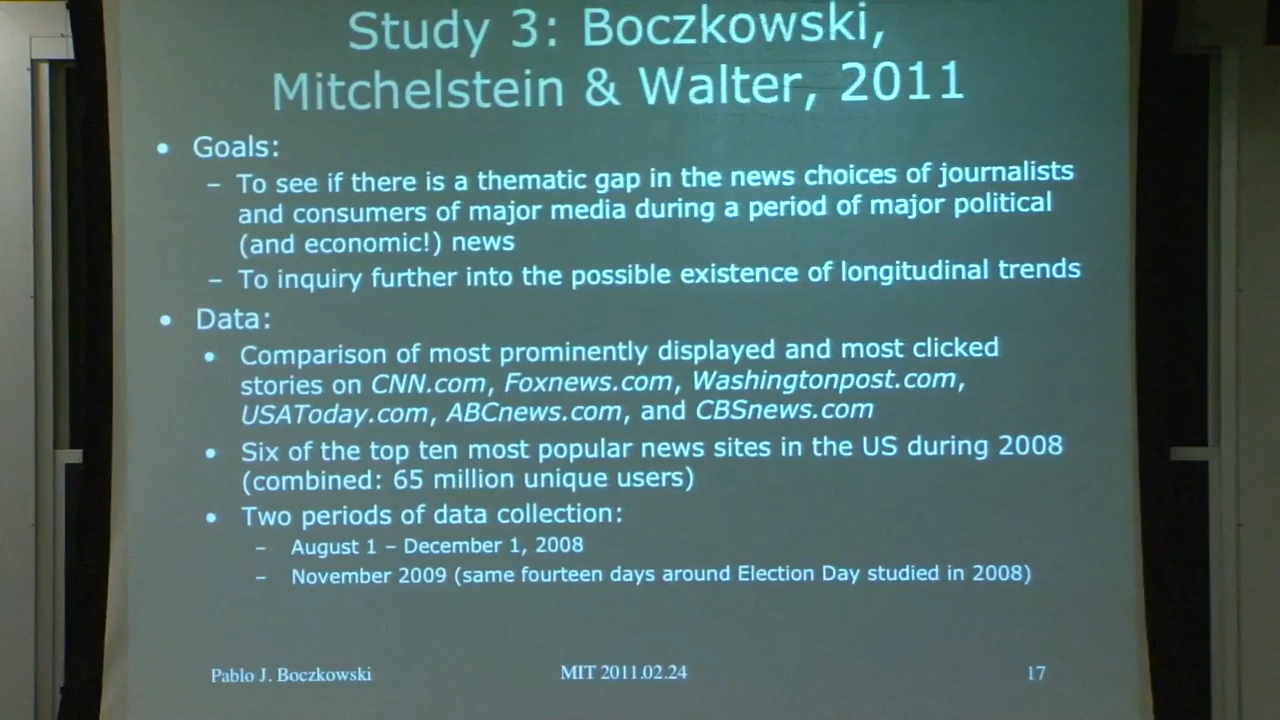 Study 3: Boczkowski,
Mitchelstein & Walter, 2011
• Goals:
– To see if there is a thematic gap in the news choices of journalists
and consumers of major media during a period of major political
(and economic!) news
– To inquiry further into the possible existence of longitudinal trends
• Data:
• Comparison of most prominently displayed and most clicked
stories on CNN.com, Foxnews.com, Washingtonpost.com,
USAToday.com, ABCnews.com, and CBSnews.com
• Six of the top ten most popular news sites in the US during 2008
(combined: 65 million unique users)
• Two periods of data collection:
– August 1 – December 1, 2008
– November 2009 (same fourteen days around Election Day studied in 2008)
Pablo J. Boczkowski MIT 2011.02.24 17